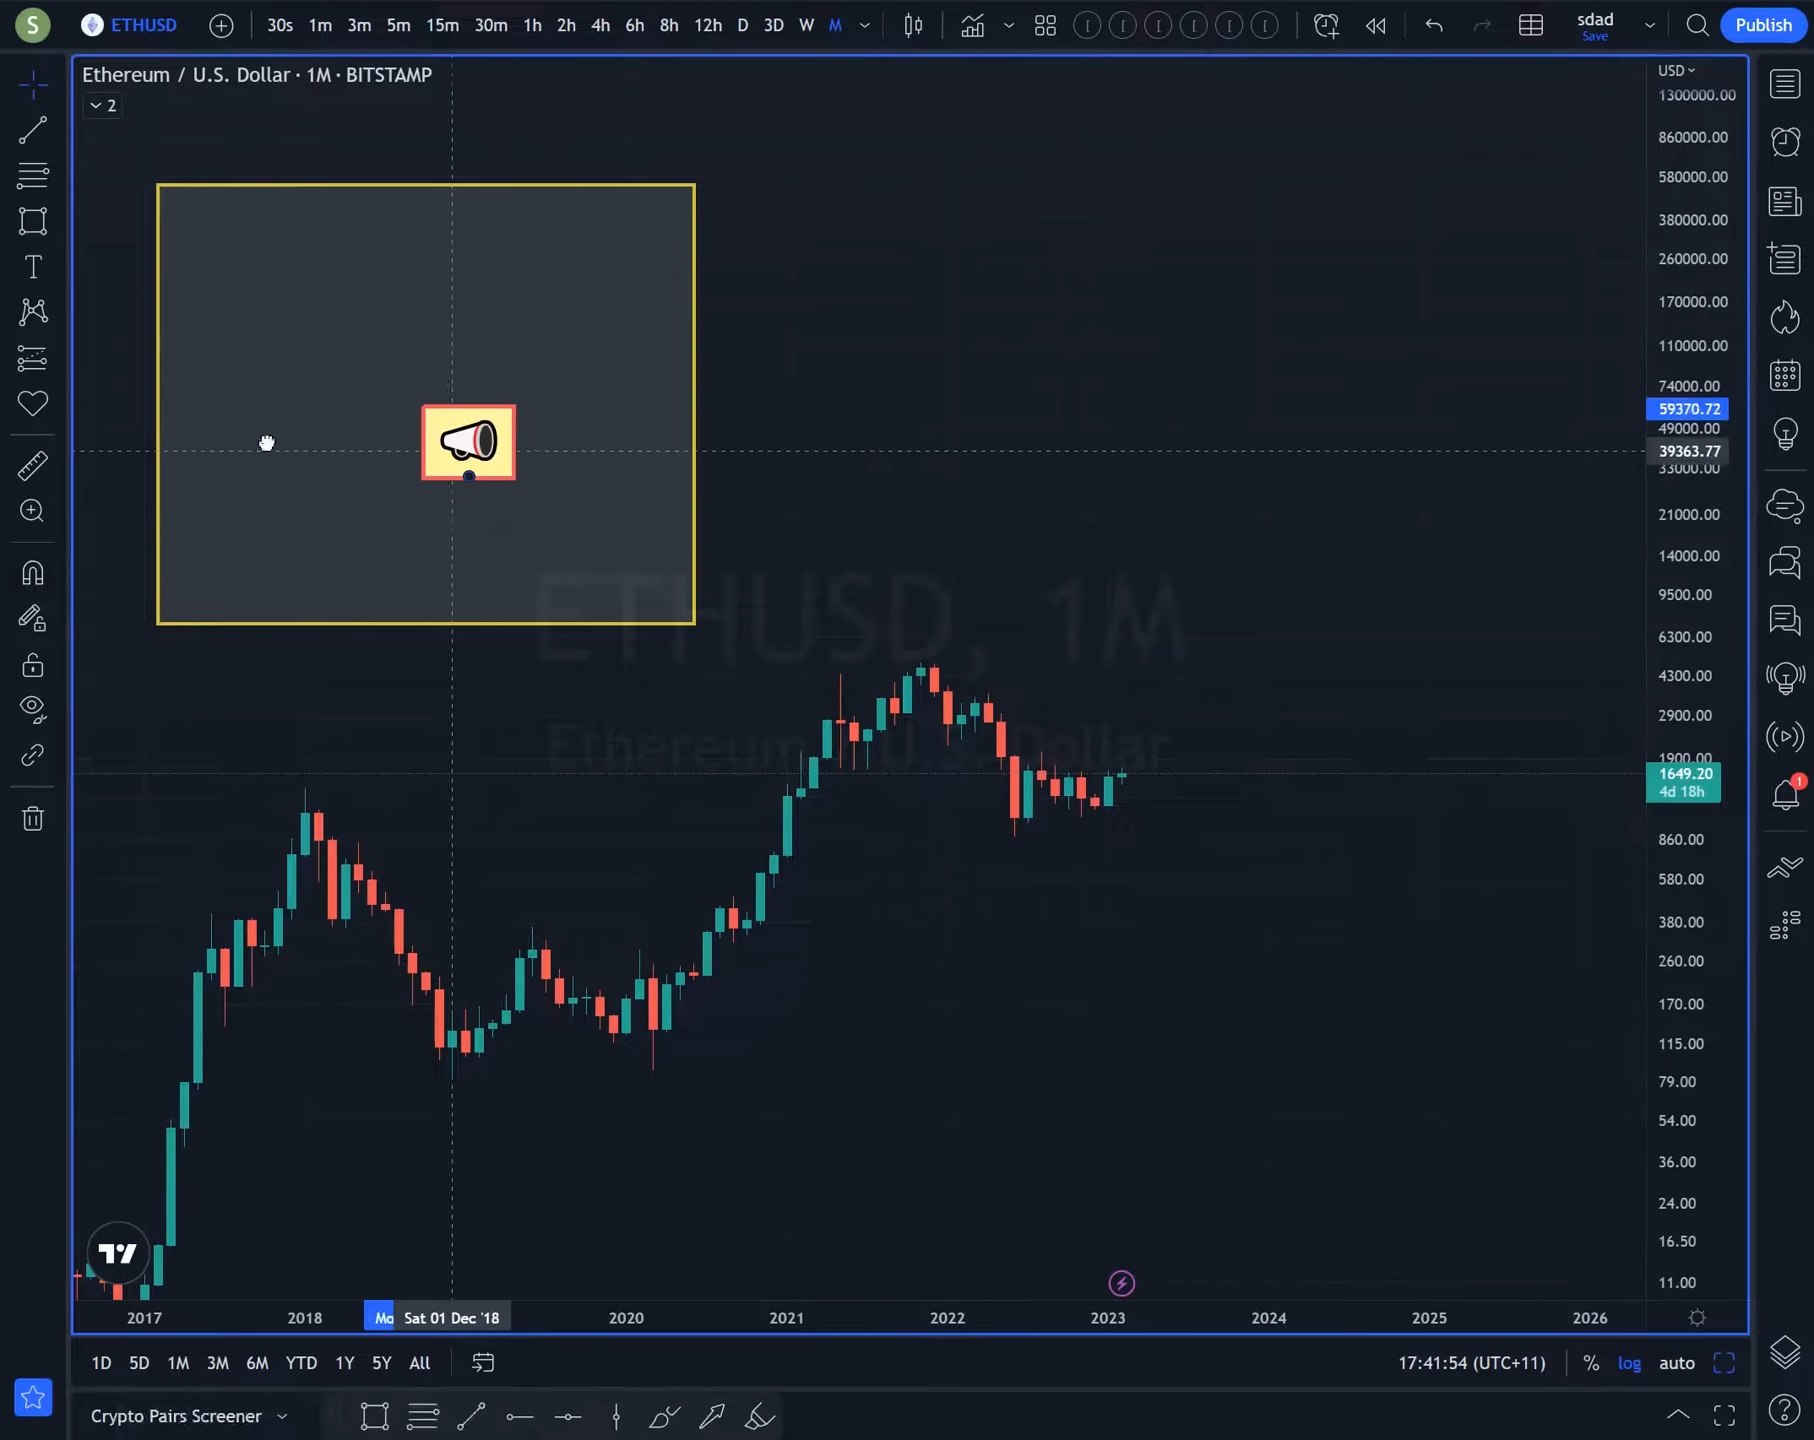 S
ETHUSD
30s 1m 3m 5m 15m 30m 1h 2h 4h 6h 8h 12h D 3D W M
sdad
Save
Publish
Ethereum / U.S. Dollar · 1M · BITSTAMP
2
USD
1300000.00
860000.00
580000.00
380000.00
260000.00
170000.00
110000.00
74000.00
59370.72
49000.00
39363.77
33000.00
21000.00
14000.00
9500.00
6300.00
4300.00
2900.00
1900.00
1649.20
4d 18h
860.00
580.00
380.00
260.00
170.00
115.00
79.00
54.00
36.00
24.00
16.50
11.00
ETHUSD, 1M
Ethereum / U.S. Dollar
1
2017 2018 Mo Sat 01 Dec '18 2020 2021 2022 2023 2024 2025 2026
1D 5D 1M 3M 6M YTD 1Y 5Y All
17:41:54 (UTC+11) % log auto
Crypto Pairs Screener